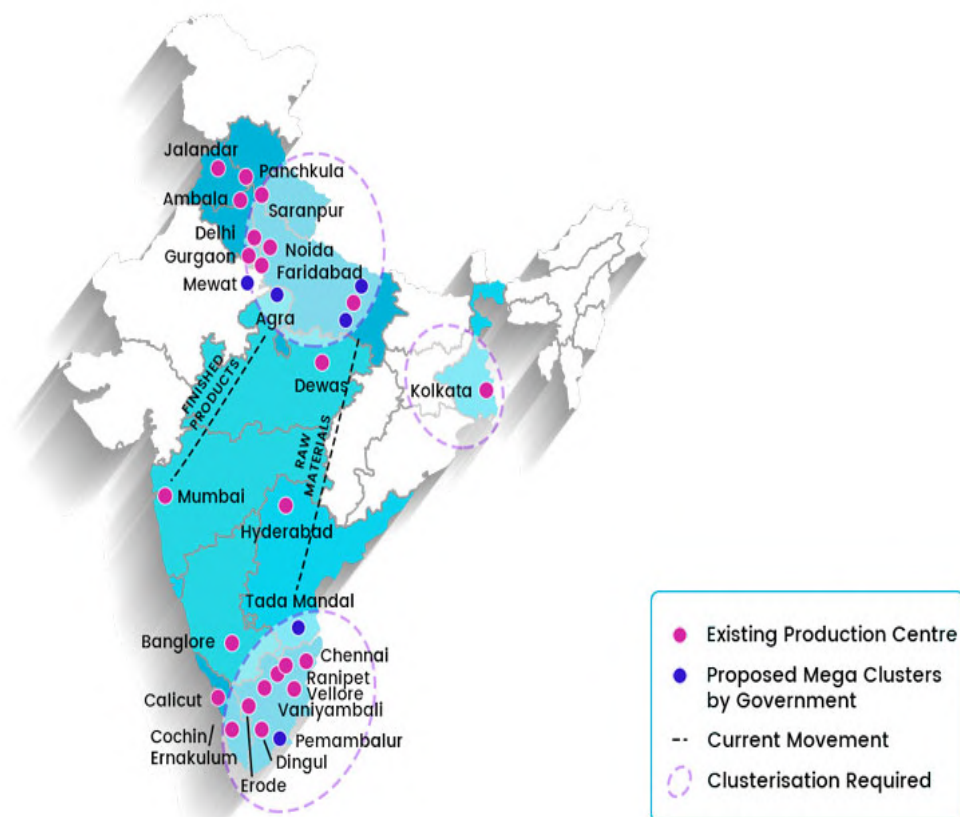 Jalandar
Panchkula
Ambala
Saranpur
Delhi
Noida
Gurgaon
Faridabad
Mewat
Agra
FINISHED
PRODUCTS
Dewas
Kolkata
RAW
MATERIALS
Mumbai
Hyderabad
Tada Mandal
Banglore
Chennai
Ranipet
Vellore
Calicut
Vaniyambali
Cochin/
Ernakulum
Pemambalur
Dingul
Erode
Existing Production Centre
Proposed Mega Clusters
by Government
Current Movement
Clusterisation Required